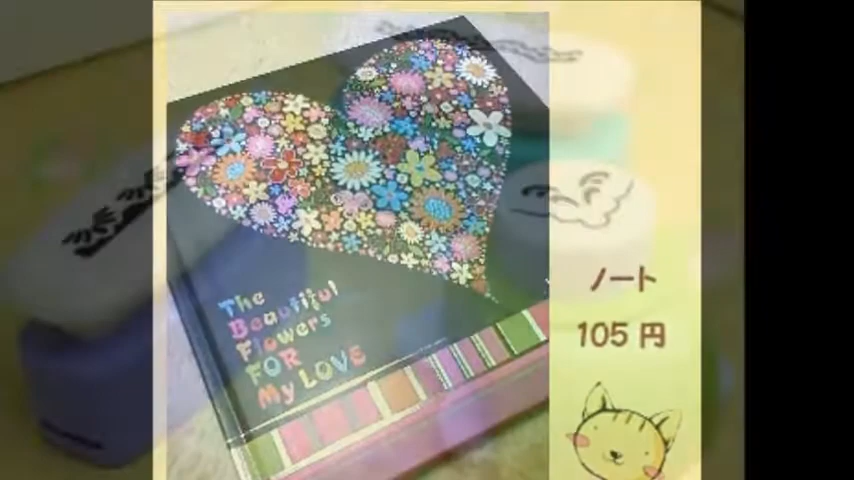 The
Beautiful
Flowers
FOR
My LOVE
ノート
105 円